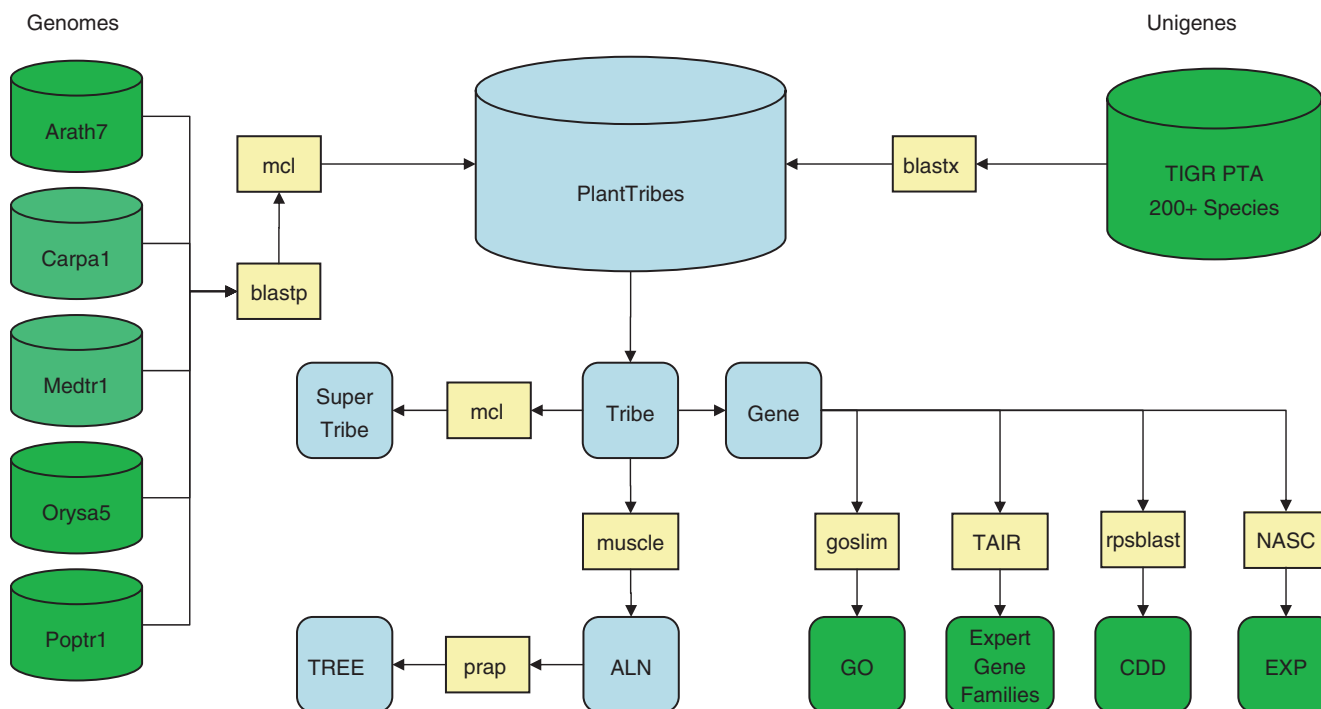 Genomes
Unigenes
Arath7
Carpa1
Medtr1
Orysa5
Poptr1
mcl
blastp
PlantTribes
blastx
TIGR PTA
200+ Species
Super
Tribe
mcl
Tribe
Gene
muscle
goslim
TAIR
rpsblast
NASC
TREE
prap
ALN
GO
Expert
Gene
Families
CDD
EXP